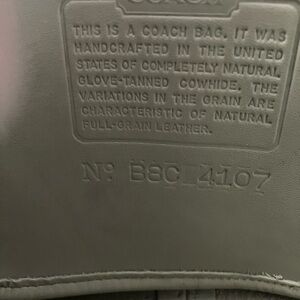 COACH
THIS IS A COACH BAG. IT WAS
HANDCRAFTED IN THE UNITED
STATES OF COMPLETELY NATURAL
GLOVE-TANNED COWHIDE. THE
VARIATIONS IN THE GRAIN ARE
CHARACTERISTIC OF NATURAL
FULL-GRAIN LEATHER.
Nº B8C-4107